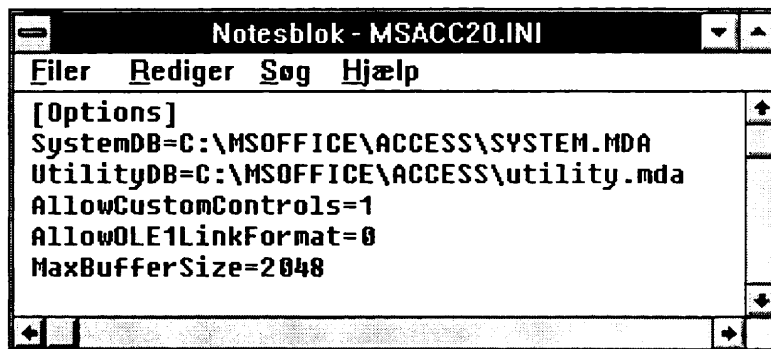 Notesblok - MSACC20.INI
Filer Rediger Søg Hjælp
[Options]
SystemDB=C:\MSOFFICE\ACCESS\SYSTEM.MDA
UtilityDB=C:\MSOFFICE\ACCESS\utility.mda
AllowCustomControls=1
AllowOLE1LinkFormat=0
MaxBufferSize=2048